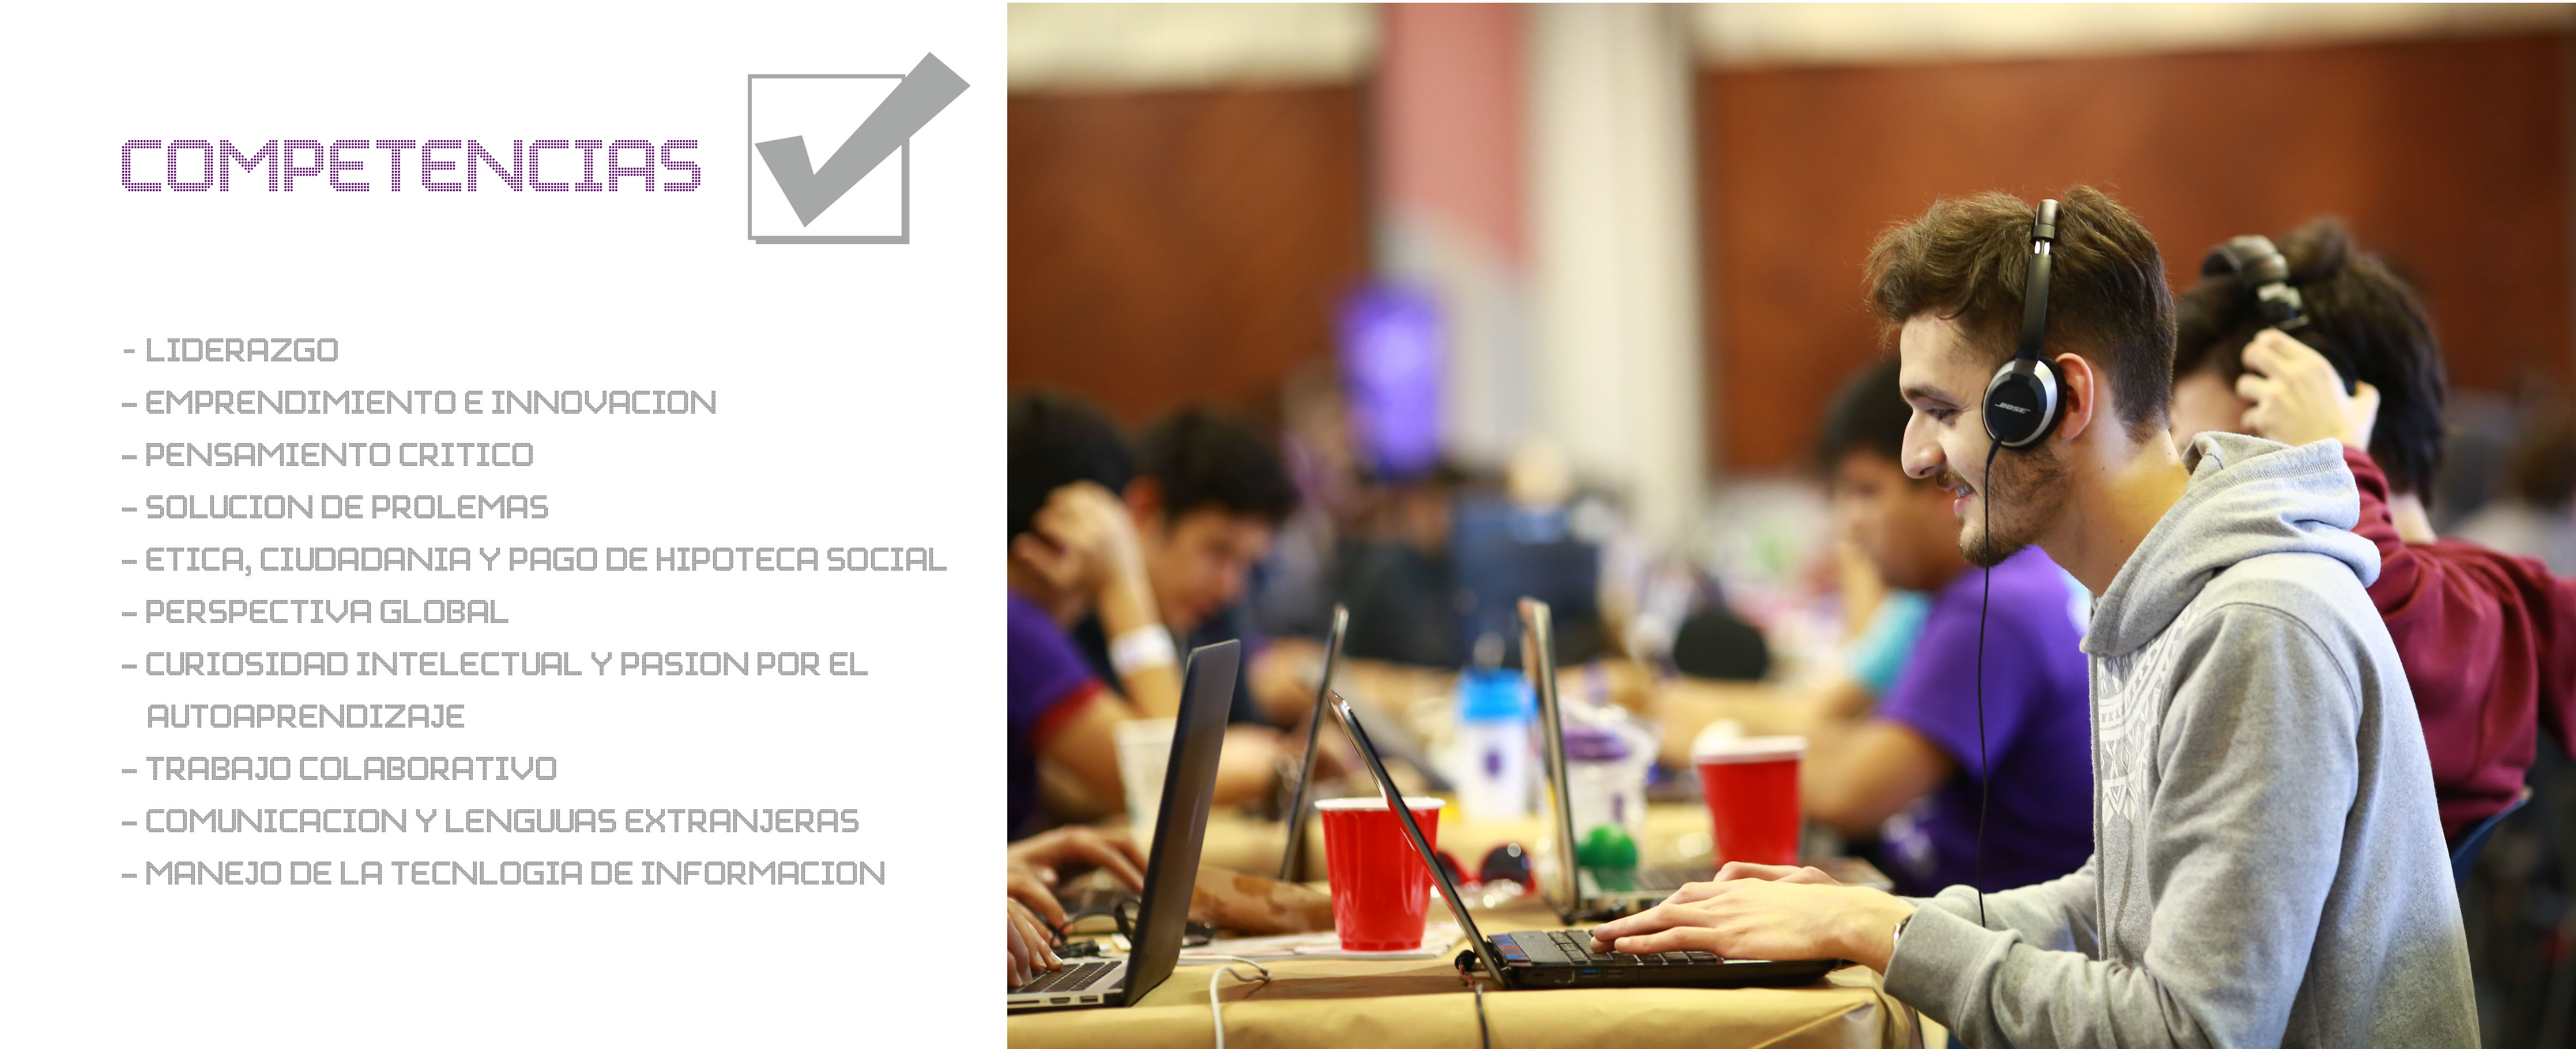 COMPETENCIAS
- LIDERAZGO
- EMPRENDIMIENTO E INNOVACION
- PENSAMIENTO CRITICO
- SOLUCION DE PROLEMAS
- ETICA, CIUDADANIA Y PAGO DE HIPOTECA SOCIAL
- PERSPECTIVA GLOBAL
- CURIOSIDAD INTELECTUAL Y PASION POR EL
AUTOAPRENDIZAJE
- TRABAJO COLABORATIVO
- COMUNICACION Y LENGUUAS EXTRANJERAS
- MANEJO DE LA TECNLOGIA DE INFORMACION
BOSE